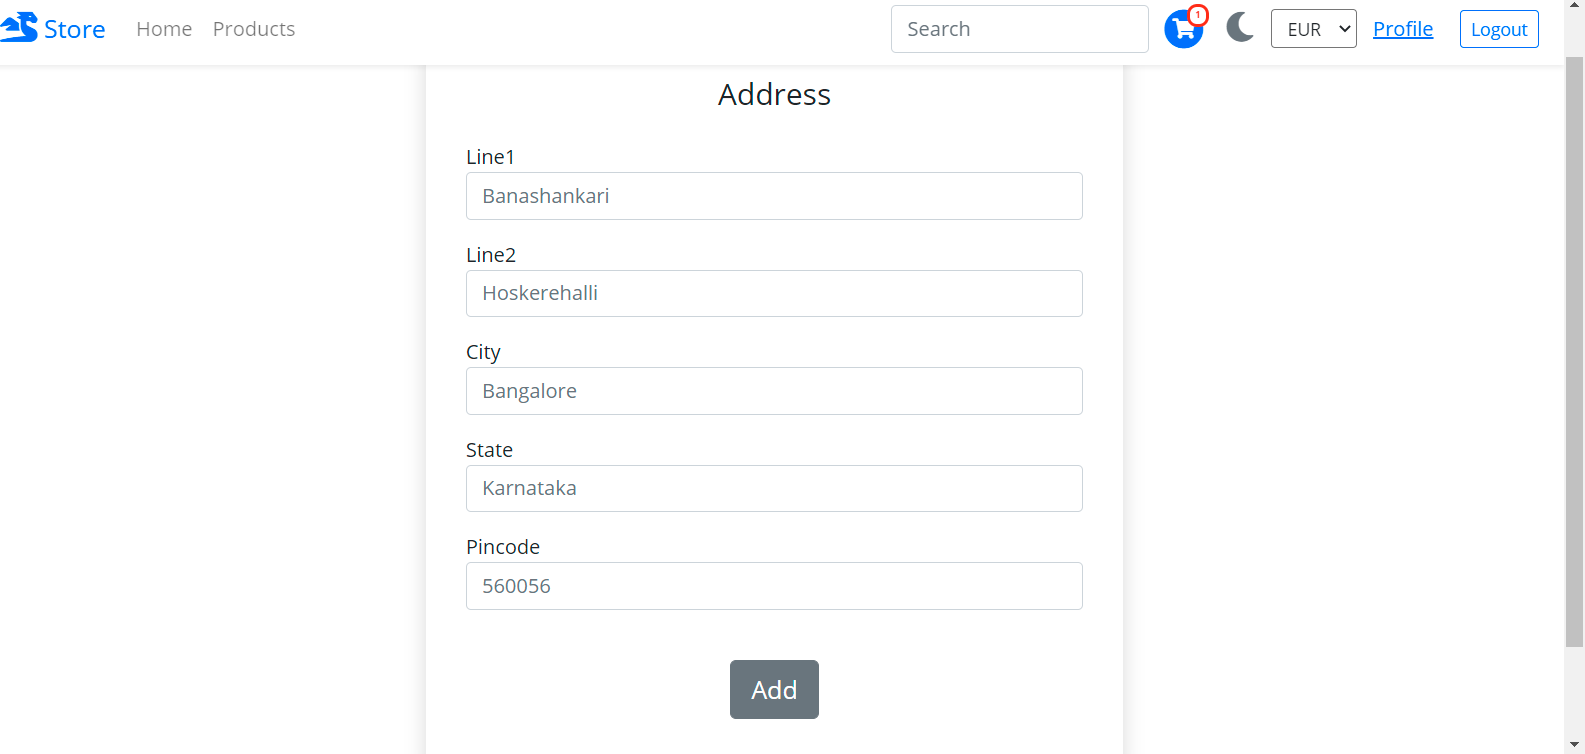 Store Home Products Search 1 EUR Profile Logout
Address
Line1
Banashankari
Line2
Hoskerehalli
City
Bangalore
State
Karnataka
Pincode
560056
Add